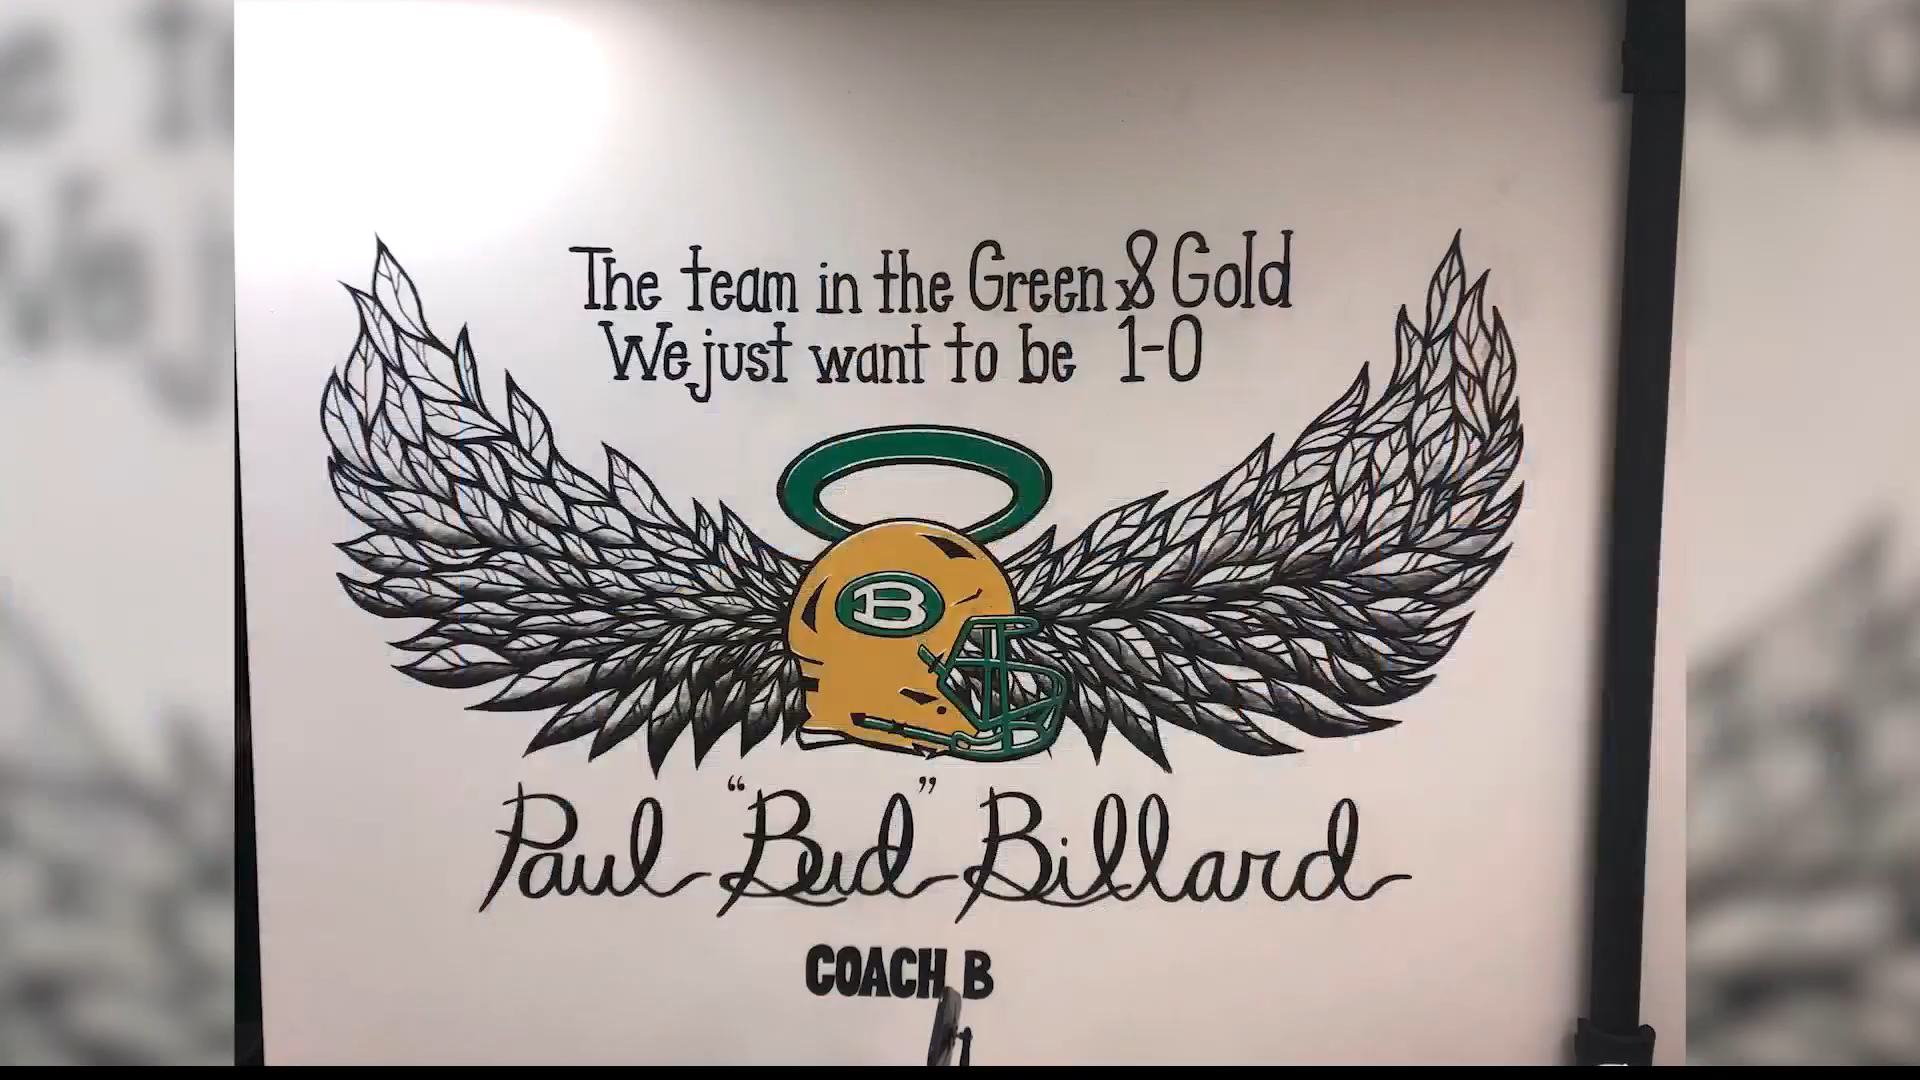 The team in the Green & Gold
We just want to be 1-0
B
Paul "Bud" Billard
COACH B